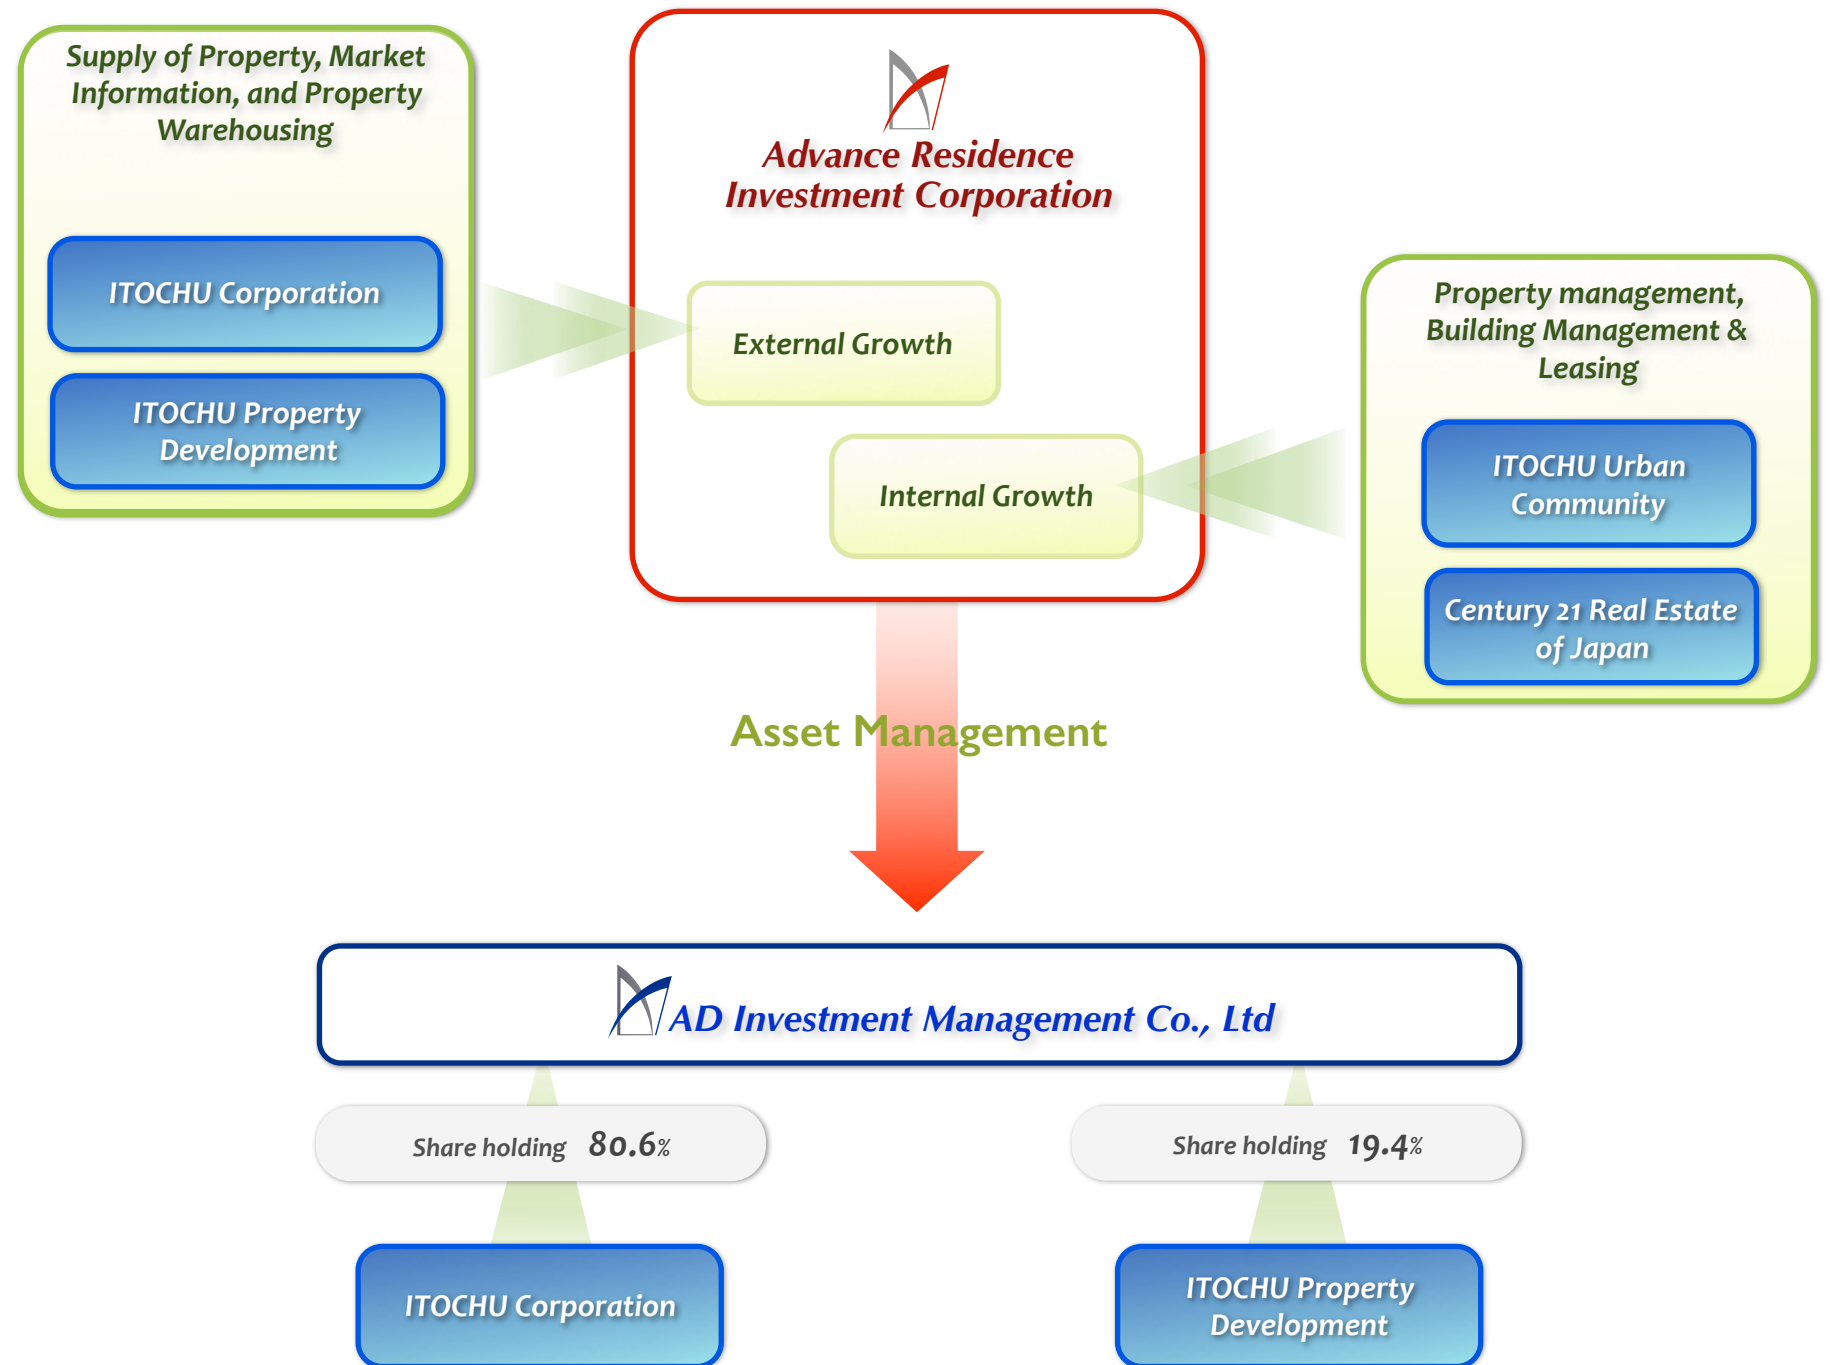 Supply of Property, Market
Information, and Property
Warehousing
ITOCHU Corporation
ITOCHU Property
Development
Advance Residence
Investment Corporation
External Growth
Internal Growth
Property management,
Building Management &
Leasing
ITOCHU Urban
Community
Century 21 Real Estate
of Japan
Asset Management
AD Investment Management Co., Ltd
Share holding 80.6%
Share holding 19.4%
ITOCHU Corporation
ITOCHU Property
Development